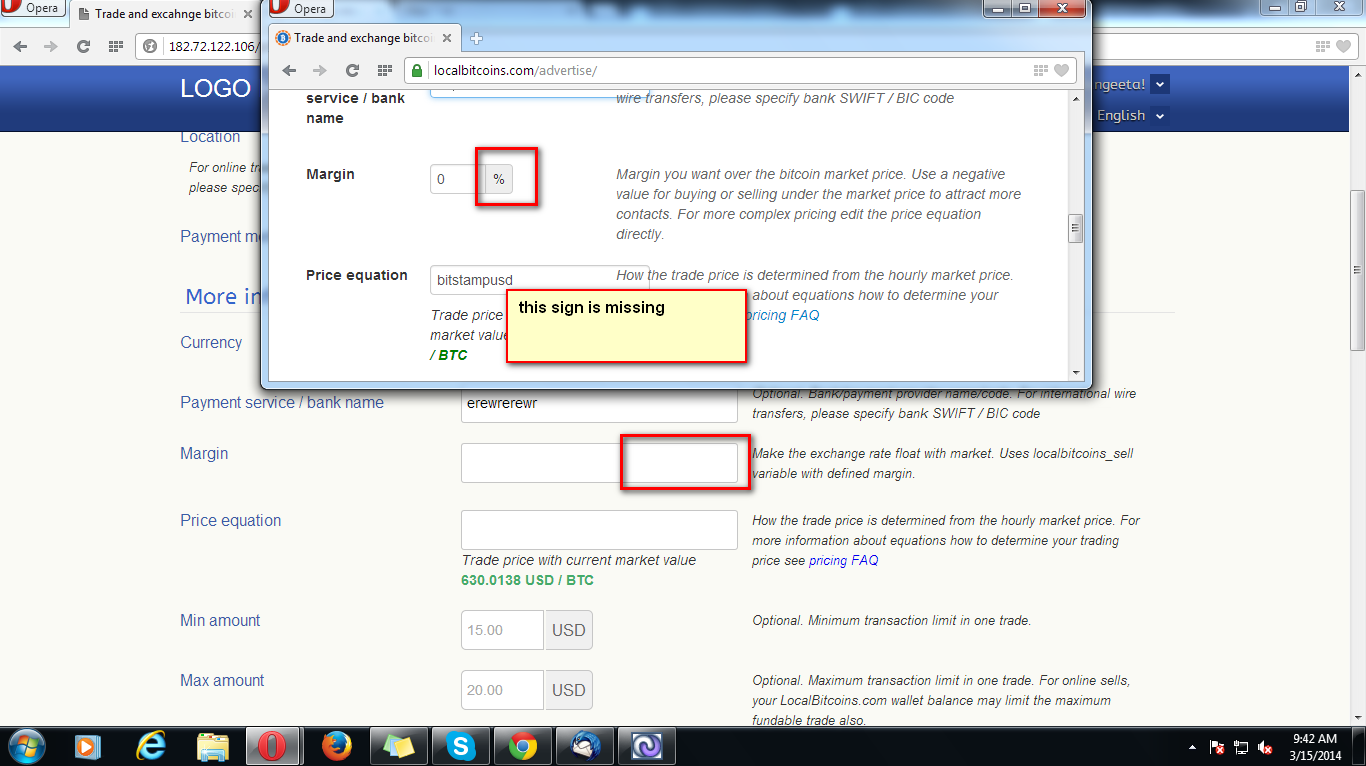 Opera
Trade and excahnge bitcoi
182.72.122.106/
LOGO
ngeeta!
English
Location
For online tr
please spec
Payment m
More in
Currency
Opera
Trade and exchange bitco
localbitcoins.com/advertise/
service / bank
name
wire transfers, please specify bank SWIFT / BIC code
Margin
0
%
Margin you want over the bitcoin market price. Use a negative
value for buying or selling under the market price to attract more
contacts. For more complex pricing edit the price equation
directly.
Price equation
bitstampusd
How the trade price is determined from the hourly market price.
about equations how to determine your
pricing FAQ
Trade price
market valu
/ BTC
this sign is missing
Payment service / bank name
erewrerewr
Optional. Bank/payment provider name/code. For international wire
transfers, please specify bank SWIFT / BIC code
Margin
Make the exchange rate float with market. Uses localbitcoins_sell
variable with defined margin.
Price equation
How the trade price is determined from the hourly market price. For
more information about equations how to determine your trading
price see pricing FAQ
Trade price with current market value
630.0138 USD / BTC
Min amount
15.00
USD
Optional. Minimum transaction limit in one trade.
Max amount
20.00
USD
Optional. Maximum transaction limit in one trade. For online sells,
your LocalBitcoins.com wallet balance may limit the maximum
fundable trade also.
9:42 AM
3/15/2014